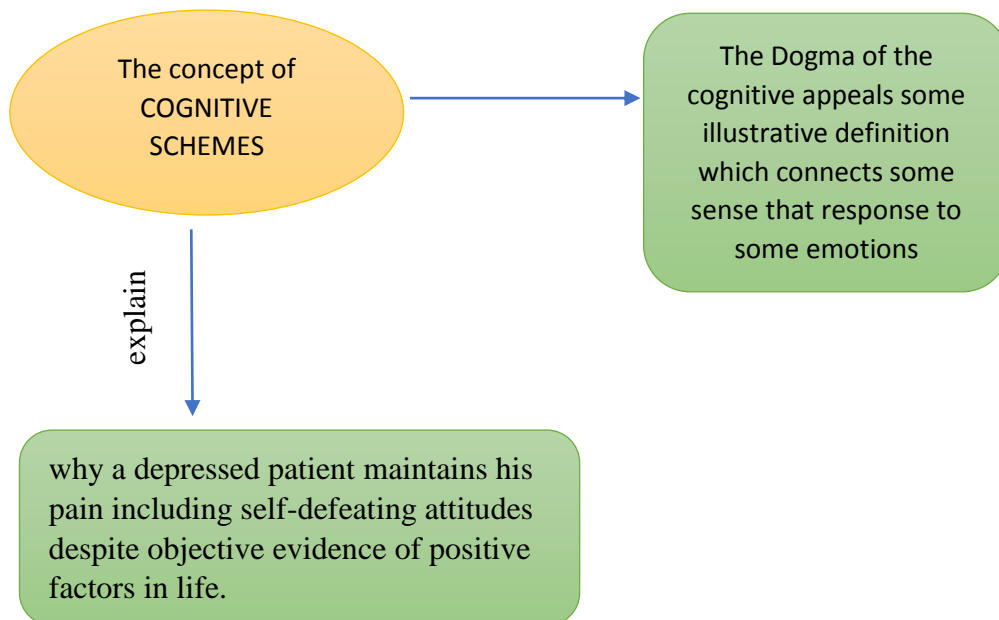 The concept of
COGNITIVE
SCHEMES
The Dogma of the
cognitive appeals some
illustrative definition
which connects some
sense that response to
some emotions
explain
why a depressed patient maintains his
pain including self-defeating attitudes
despite objective evidence of positive
factors in life.